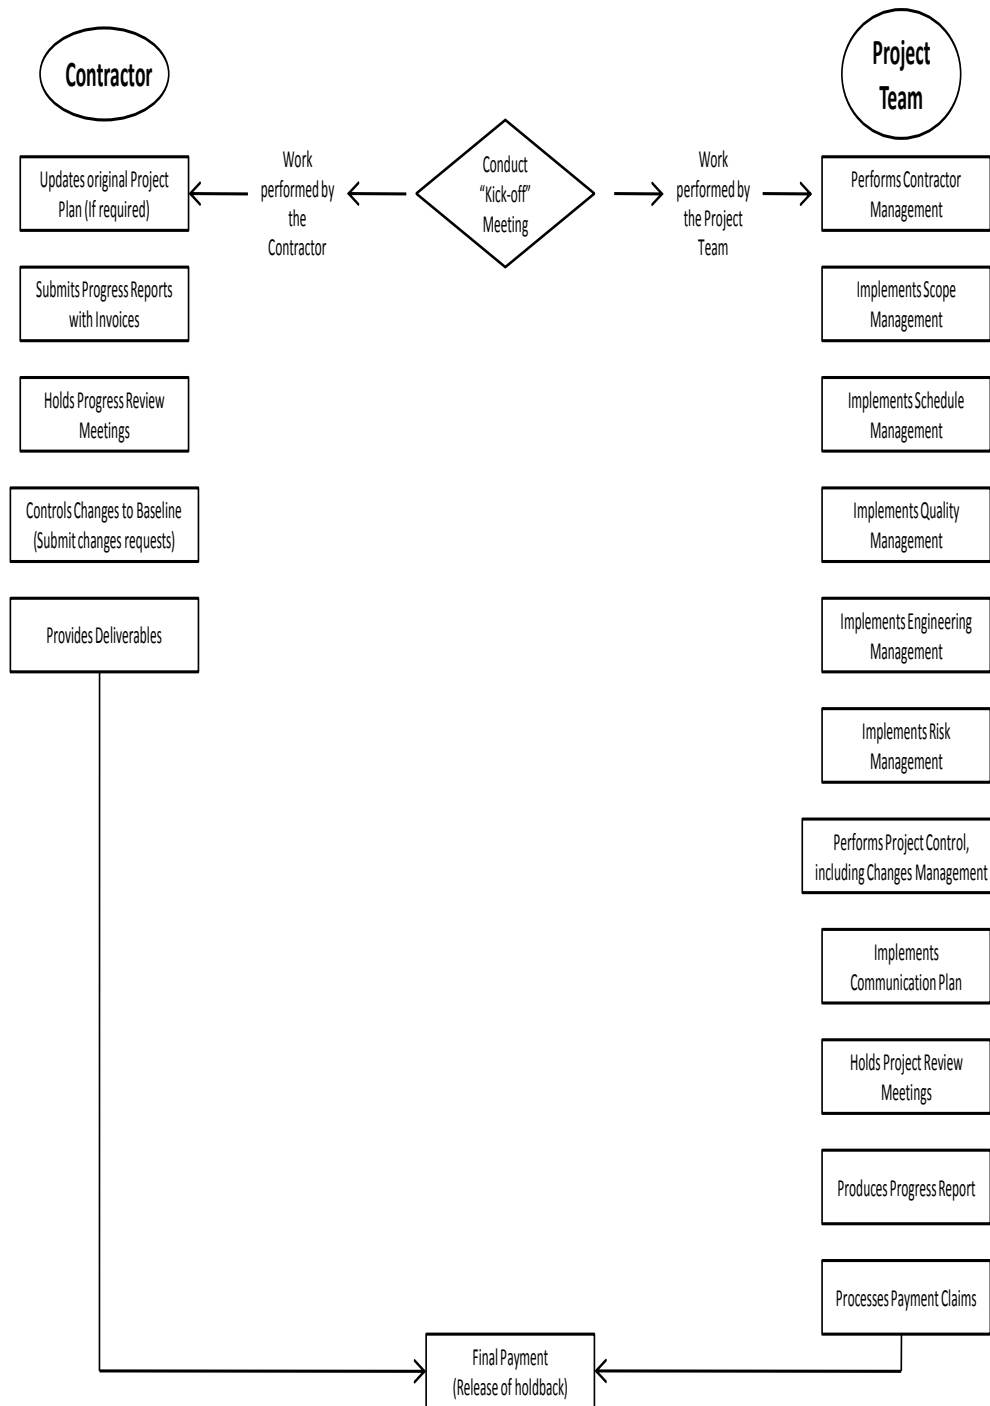 Contractor
Project
Team
Updates original Project
Plan (If required)
Work
performed by
the
Contractor
Conduct
“Kick-off”
Meeting
Work
performed by
the Project
Team
Performs Contractor
Management
Submits Progress Reports
with Invoices
Implements Scope
Management
Holds Progress Review
Meetings
Implements Schedule
Management
Controls Changes to Baseline
(Submit changes requests)
Implements Quality
Management
Provides Deliverables
Implements Engineering
Management
Implements Risk
Management
Performs Project Control,
including Changes Management
Implements
Communication Plan
Holds Project Review
Meetings
Produces Progress Report
Processes Payment Claims
Final Payment
(Release of holdback)